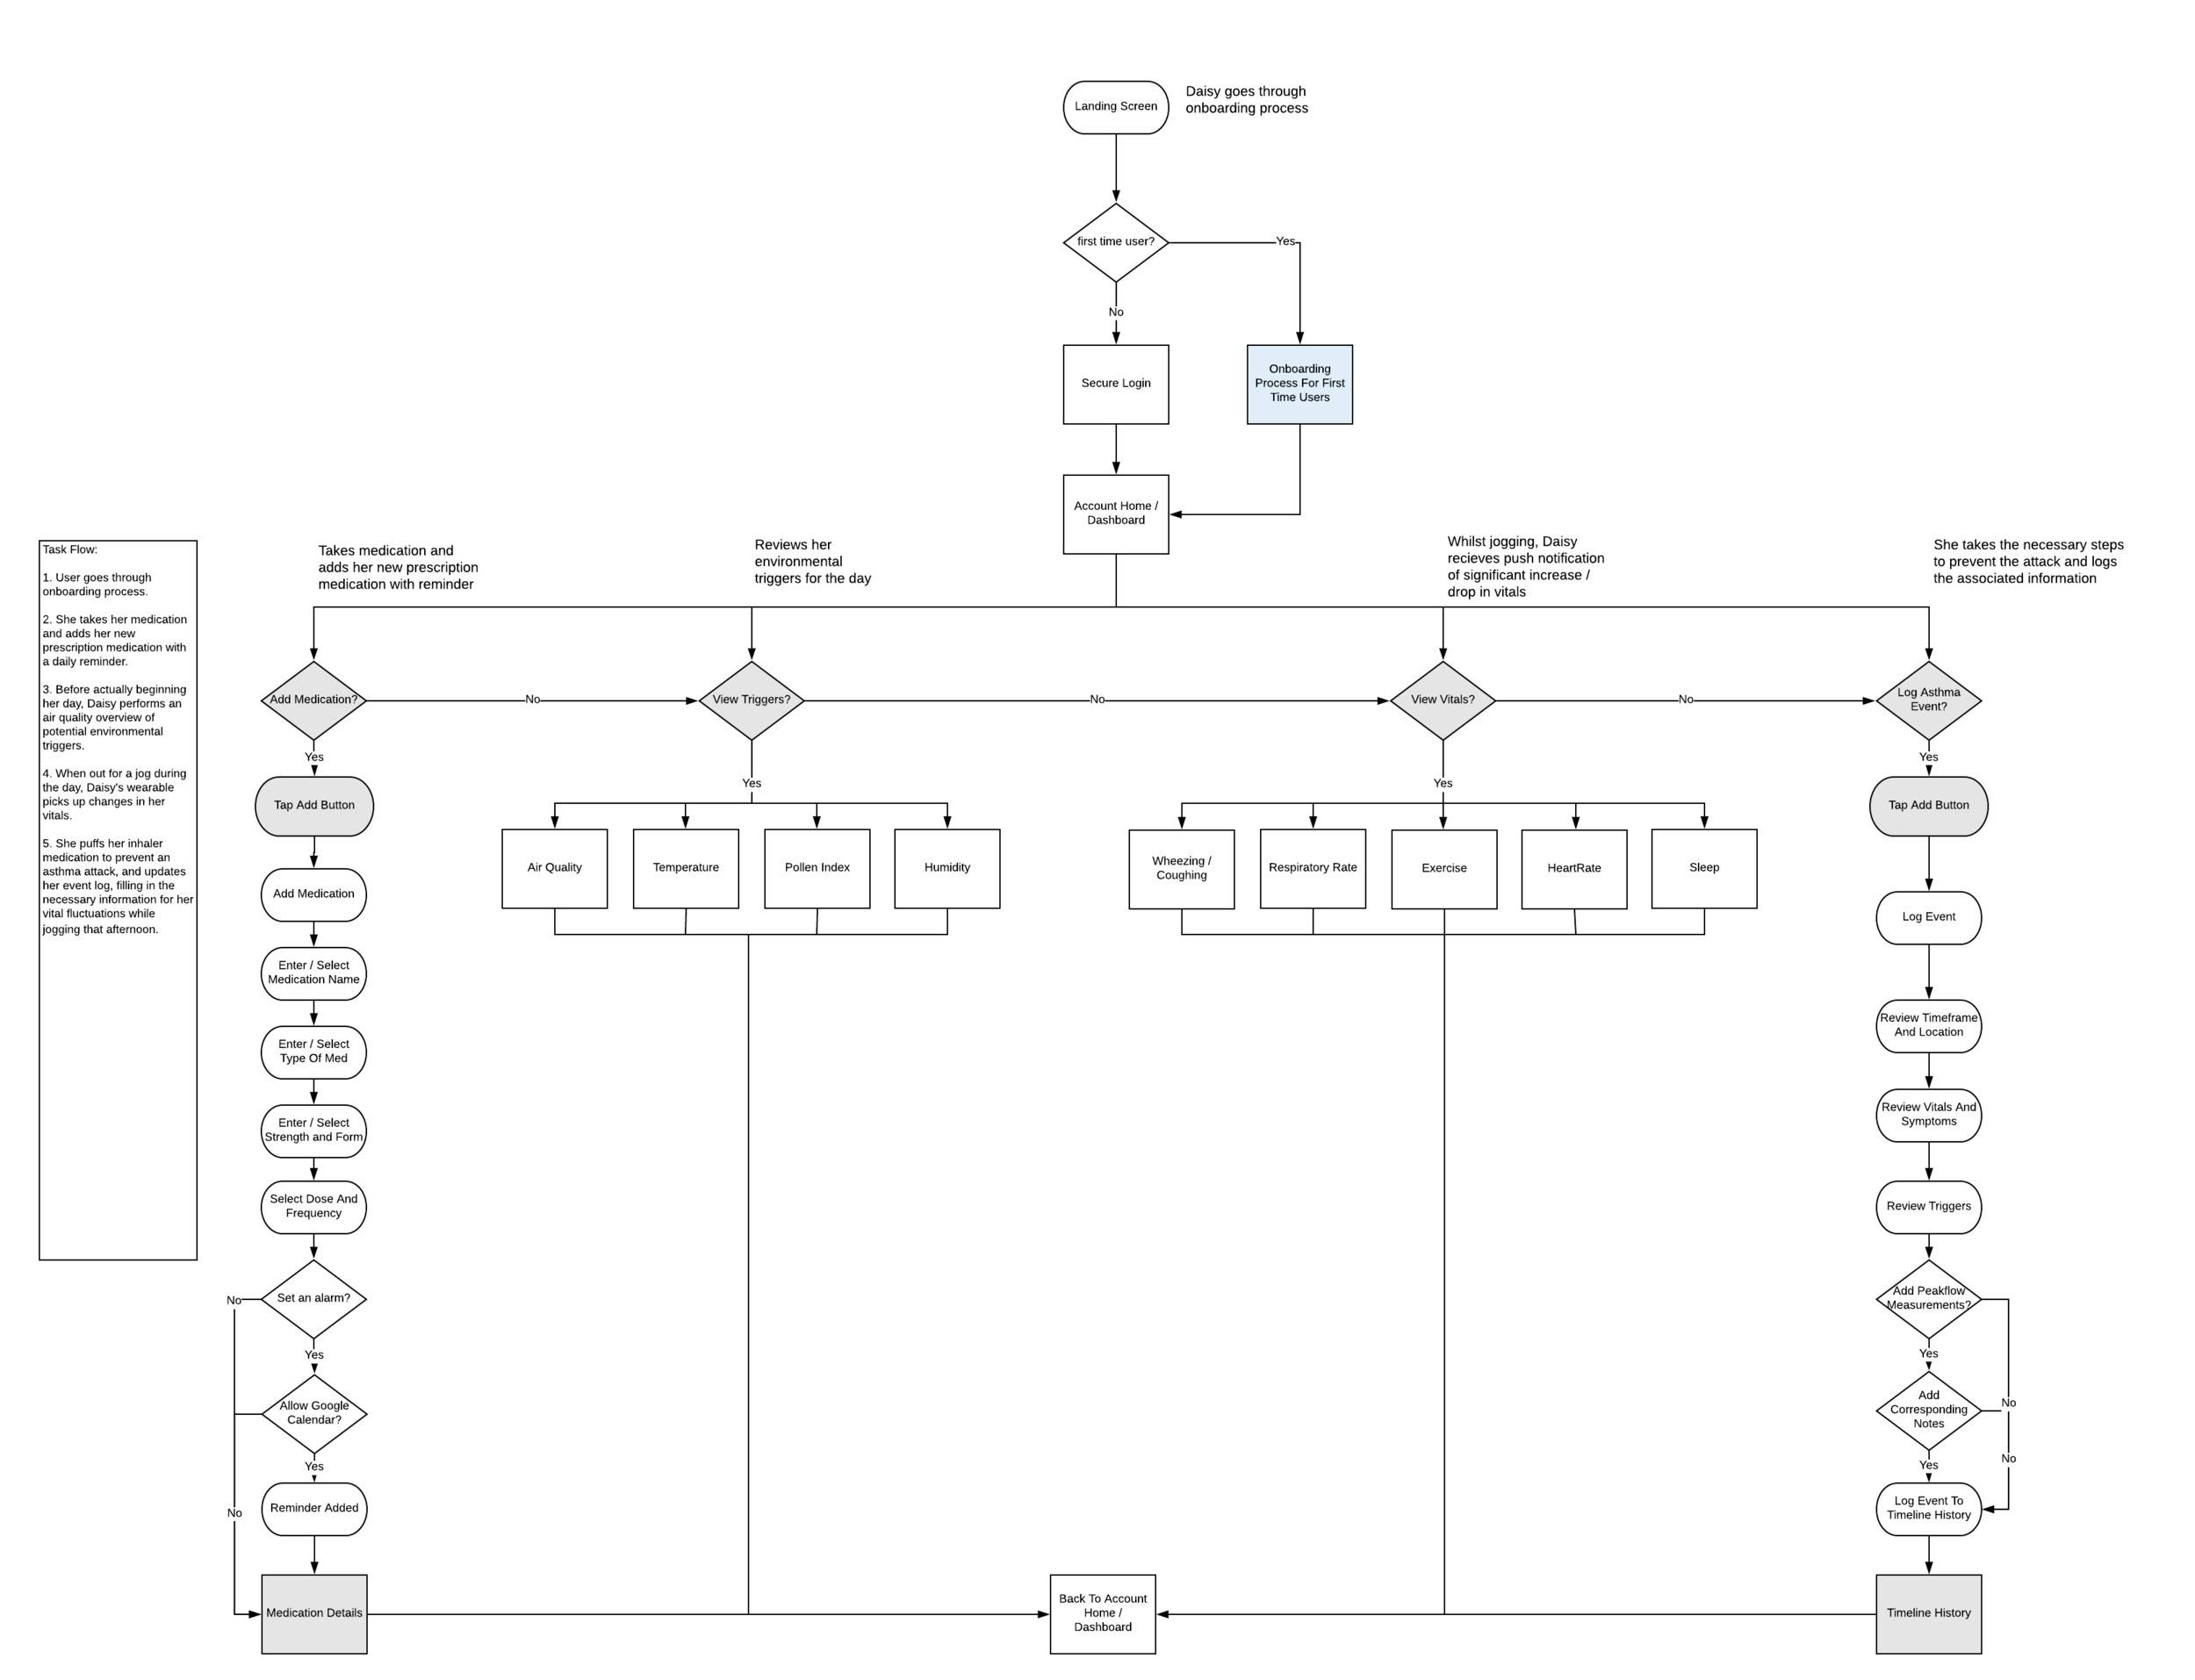 Landing Screen
Daisy goes through
onboarding process
first time user?
Yes
No
Secure Login
Onboarding
Process For First
Time Users
Account Home /
Dashboard
Task Flow:
1. User goes through
onboarding process.
2. She takes her medication
and adds her new
prescription medication with
a daily reminder.
3. Before actually beginning
her day, Daisy performs an
air quality overview of
potential environmental
triggers.
4. When out for a jog during
the day, Daisy's wearable
picks up changes in her
vitals.
5. She puffs her inhaler
medication to prevent an
asthma attack, and updates
her event log, filling in the
necessary information for her
vital fluctuations while
jogging that afternoon.
Takes medication and
adds her new prescription
medication with reminder
Reviews her
environmental
triggers for the day
Whilst jogging, Daisy
recieves push notification
of significant increase /
drop in vitals
She takes the necessary steps
to prevent the attack and logs
the associated information
Add Medication?
No
View Triggers?
No
View Vitals?
No
Log Asthma
Event?
Yes
Tap Add Button
Add Medication
Enter / Select
Medication Name
Enter / Select
Type Of Med
Enter / Select
Strength and Form
Select Dose And
Frequency
Set an alarm?
No
Yes
Allow Google
Calendar?
Yes
No
Reminder Added
Medication Details
Yes
Air Quality
Temperature
Pollen Index
Humidity
Yes
Wheezing /
Coughing
Respiratory Rate
Exercise
HeartRate
Sleep
Yes
Tap Add Button
Log Event
Review Timeframe
And Location
Review Vitals And
Symptoms
Review Triggers
Add Peakflow
Measurements?
Yes
No
Add
Corresponding
Notes
Yes
No
Log Event To
Timeline History
Timeline History
Back To Account
Home /
Dashboard